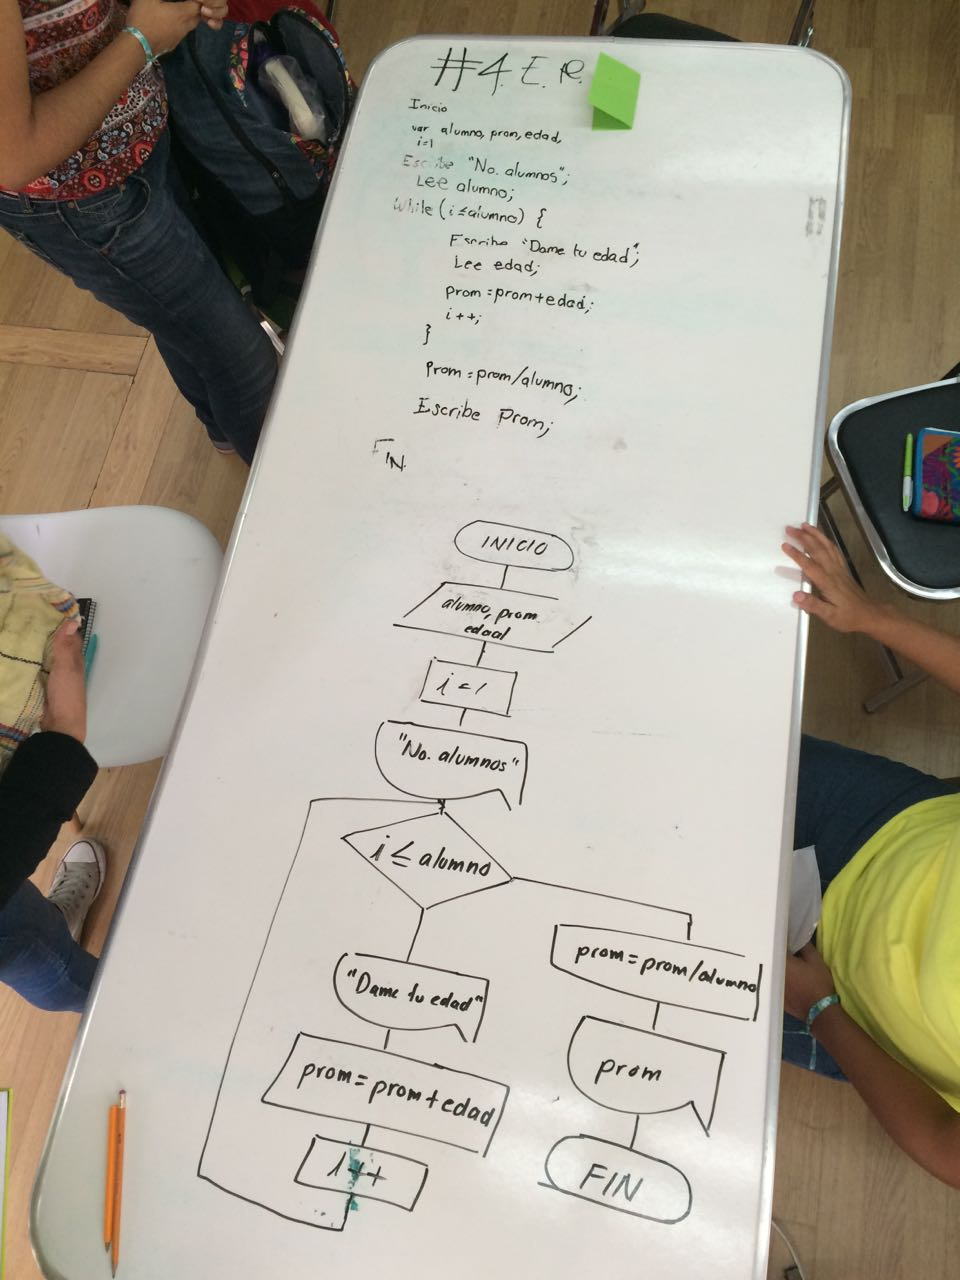 #4. E.R.
Inicio
var alumno, prom, edad,
i=1
Escribe "No. alumnos";
Lee alumno;
While (i ≤ alumno) {
Escribe "Dame tu edad";
Lee edad;
prom = prom + edad;
i ++;
}
Prom = prom/alumno;
Escribe Prom;
FIN
INICIO
alumno, prom
edad
i = 1
"No. alumnos"
i ≤ alumno
"Dame tu edad"
prom = prom + edad
i ++
prom = prom/alumno
prom
FIN